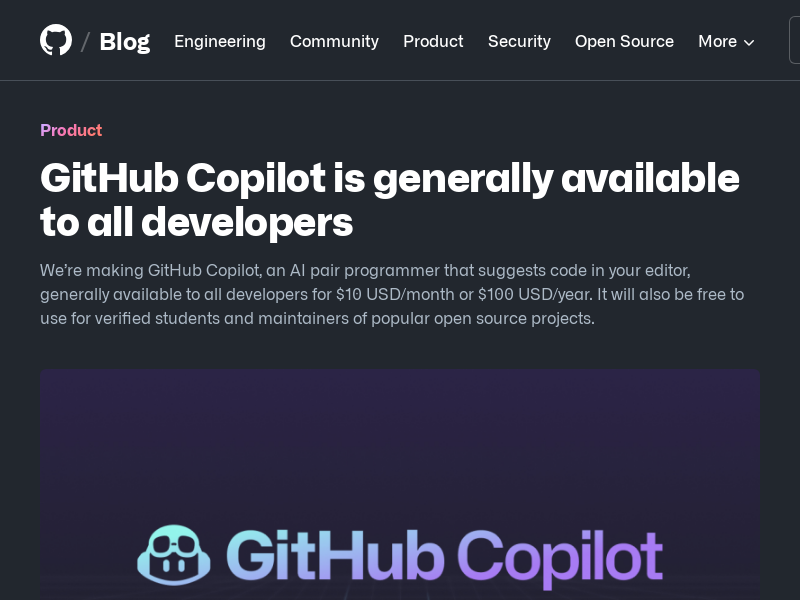 / Blog Engineering Community Product Security Open Source More
Product
GitHub Copilot is generally available
to all developers
We’re making GitHub Copilot, an AI pair programmer that suggests code in your editor,
generally available to all developers for $10 USD/month or $100 USD/year. It will also be free to
use for verified students and maintainers of popular open source projects.
GitHub Copilot